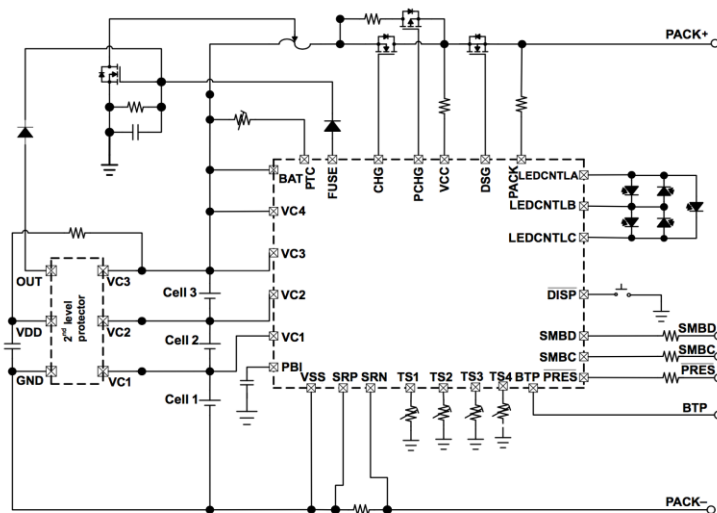 PACK+
BAT
PTC
FUSE
CHG
PCHG
VCC
DSG
PACK
LEDCNTLA
LEDCNTLB
LEDCNTLC
VC4
VC3
VC2
VC1
PBI
OUT
VDD
GND
2nd level
protector
VC3
VC2
VC1
Cell 3
Cell 2
Cell 1
DISP
SMBD
SMBC
PRES
SMBD
SMBC
PRES
BTP
VSS
SRP
SRN
TS1
TS2
TS3
TS4
BTP
PACK–